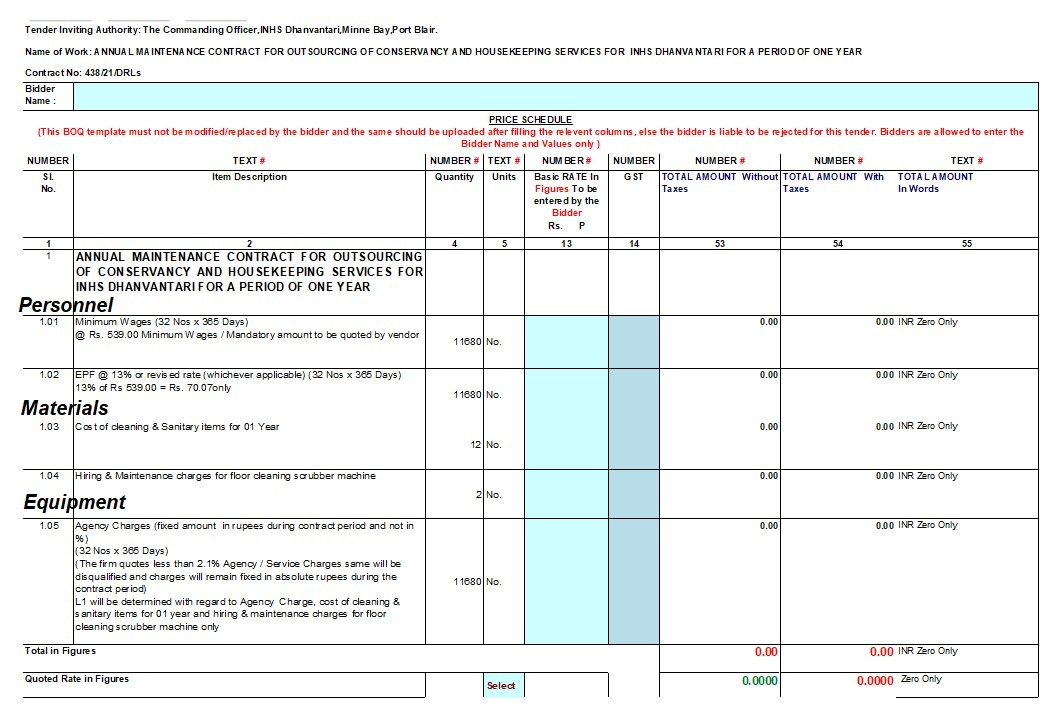 Tender Inviting Authority: The Commanding Officer,INHS Dhanvantari,Minne Bay,Port Blair.
Name of Work: ANNUAL MAINTENANCE CONTRACT FOR OUTSOURCING OF CONSERVANCY AND HOUSEKEEPING SERVICES FOR INHS DHANVANTARI FOR A PERIOD OF ONE YEAR
Contract No: 438/21/DRLs
Bidder
Name :
PRICE SCHEDULE
(This BOQ template must not be modified/replaced by the bidder and the same should be uploaded after filling the relevent columns, else the bidder is liable to be rejected for this tender. Bidders are allowed to enter the
Bidder Name and Values only )
NUMBER TEXT # NUMBER # TEXT # NUMBER # NUMBER NUMBER # NUMBER # TEXT #
Sl.
No.
Item Description
Quantity
Units
Basic RATE In
Figures To be
entered by the
Bidder
Rs. P
GST
TOTAL AMOUNT Without
Taxes
TOTAL AMOUNT With
Taxes
TOTAL AMOUNT
In Words
1 2 4 5 13 14 53 54 55
1
ANNUAL MAINTENANCE CONTRACT FOR OUTSOURCING
OF CONSERVANCY AND HOUSEKEEPING SERVICES FOR
INHS DHANVANTARI FOR A PERIOD OF ONE YEAR
Personnel
1.01 Minimum Wages (32 Nos x 365 Days) 0.00 0.00 INR Zero Only
@ Rs. 539.00 Minimum Wages / Mandatory amount to be quoted by vendor
11680 No.
1.02 EPF @ 13% or revised rate (whichever applicable) (32 Nos x 365 Days) 0.00 0.00 INR Zero Only
13% of Rs 539.00 = Rs. 70.07only
11680 No.
Materials
1.03 Cost of cleaning & Sanitary items for 01 Year 0.00 0.00 INR Zero Only
12 No.
1.04 Hiring & Maintenance charges for floor cleaning scrubber machine 0.00 0.00 INR Zero Only
2 No.
Equipment
1.05 Agency Charges (fixed amount in rupees during contract period and not in 0.00 0.00 INR Zero Only
%)
(32 Nos x 365 Days)
(The firm quotes less than 2.1% Agency / Service Charges same will be
disqualified and charges will remain fixed in absolute rupees during the
contract period)
11680 No.
L1 will be determined with regard to Agency Charge, cost of cleaning &
sanitary items for 01 year and hiring & maintenance charges for floor
cleaning scrubber machine only
Total in Figures 0.00 0.00 INR Zero Only
Quoted Rate in Figures Select 0.0000 0.0000 Zero Only